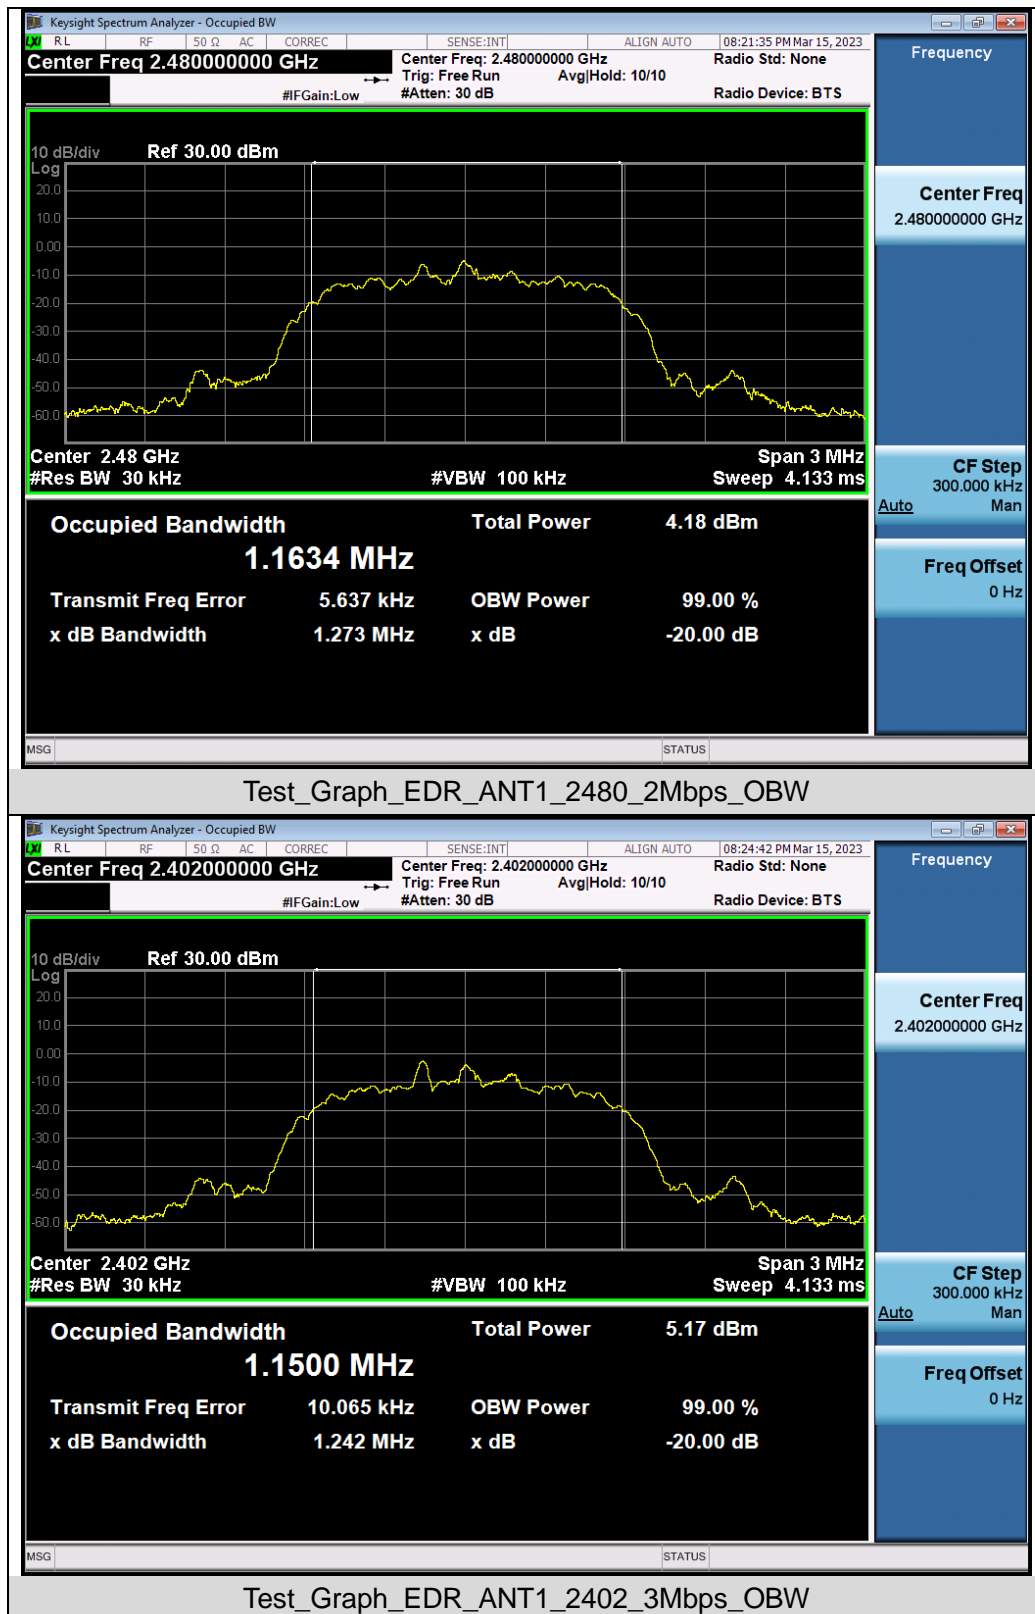 Keysight Spectrum Analyzer - Occupied BW
LXI RL RF 50 Ω AC CORREC SENSE:INT ALIGN AUTO 08:21:35 PM Mar 15, 2023
Center Freq 2.480000000 GHz Center Freq: 2.480000000 GHz Radio Std: None Frequency
Trig: Free Run Avg|Hold: 10/10
#IFGain:Low #Atten: 30 dB Radio Device: BTS
10 dB/div Ref 30.00 dBm
Log
20.0
10.0
0.00
-10.0
-20.0
-30.0
-40.0
-50.0
-60.0
Center Freq
2.480000000 GHz
Center 2.48 GHz Span 3 MHz
#Res BW 30 kHz #VBW 100 kHz Sweep 4.133 ms
CF Step
300.000 kHz
Auto Man
Occupied Bandwidth Total Power 4.18 dBm
1.1634 MHz
Freq Offset
0 Hz
Transmit Freq Error 5.637 kHz OBW Power 99.00 %
x dB Bandwidth 1.273 MHz x dB -20.00 dB
MSG STATUS
Test_Graph_EDR_ANT1_2480_2Mbps_OBW
Keysight Spectrum Analyzer - Occupied BW
LXI RL RF 50 Ω AC CORREC SENSE:INT ALIGN AUTO 08:24:42 PM Mar 15, 2023
Center Freq 2.402000000 GHz Center Freq: 2.402000000 GHz Radio Std: None Frequency
Trig: Free Run Avg|Hold: 10/10
#IFGain:Low #Atten: 30 dB Radio Device: BTS
10 dB/div Ref 30.00 dBm
Log
20.0
10.0
0.00
-10.0
-20.0
-30.0
-40.0
-50.0
-60.0
Center Freq
2.402000000 GHz
Center 2.402 GHz Span 3 MHz
#Res BW 30 kHz #VBW 100 kHz Sweep 4.133 ms
CF Step
300.000 kHz
Auto Man
Occupied Bandwidth Total Power 5.17 dBm
1.1500 MHz
Freq Offset
0 Hz
Transmit Freq Error 10.065 kHz OBW Power 99.00 %
x dB Bandwidth 1.242 MHz x dB -20.00 dB
MSG STATUS
Test_Graph_EDR_ANT1_2402_3Mbps_OBW